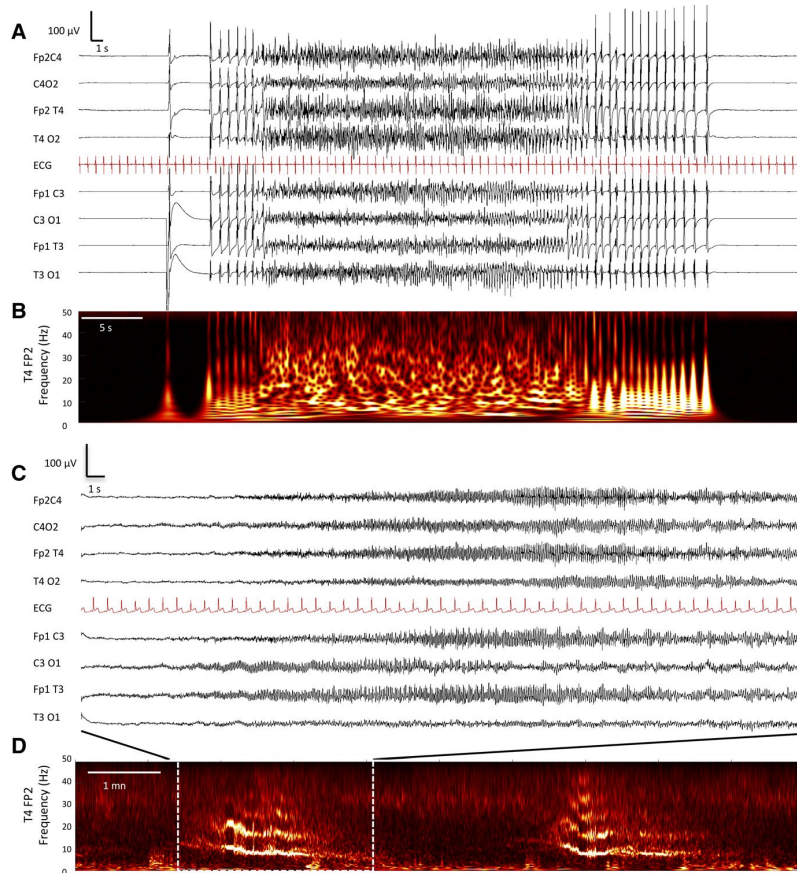 A
100 μV
1 s
Fp2C4
C4O2
Fp2 T4
T4 O2
ECG
Fp1 C3
C3 O1
Fp1 T3
T3 O1
B
5 s
T4 FP2
Frequency (Hz)
50
40
30
20
10
0
C
100 μV
1 s
Fp2C4
C4O2
Fp2 T4
T4 O2
ECG
Fp1 C3
C3 O1
Fp1 T3
T3 O1
D
1 mn
T4 FP2
Frequency (Hz)
50
40
30
20
10
0